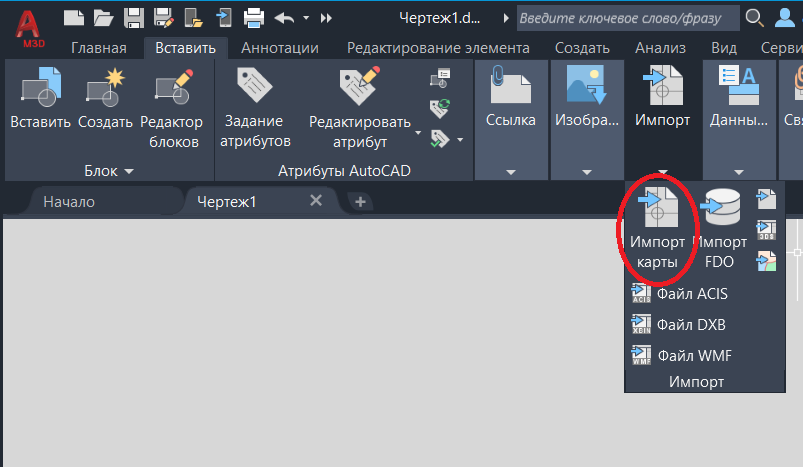 A
M3D
Чертеж1.d...
Введите ключевое слово/фразу
Главная
Вставить
Аннотации
Редактирование элемента
Создать
Анализ
Вид
Серви
Вставить
Создать
Редактор
блоков
Задание
атрибутов
Редактировать
атрибут
Ссылка
Изобра...
Импорт
Данны...
Свя
Блок
Атрибуты AutoCAD
Начало
Чертеж1
Импорт
карты
Импорт
FDO
3DS
ACIS
Файл ACIS
XBIN
Файл DXB
WMF
Файл WMF
Импорт